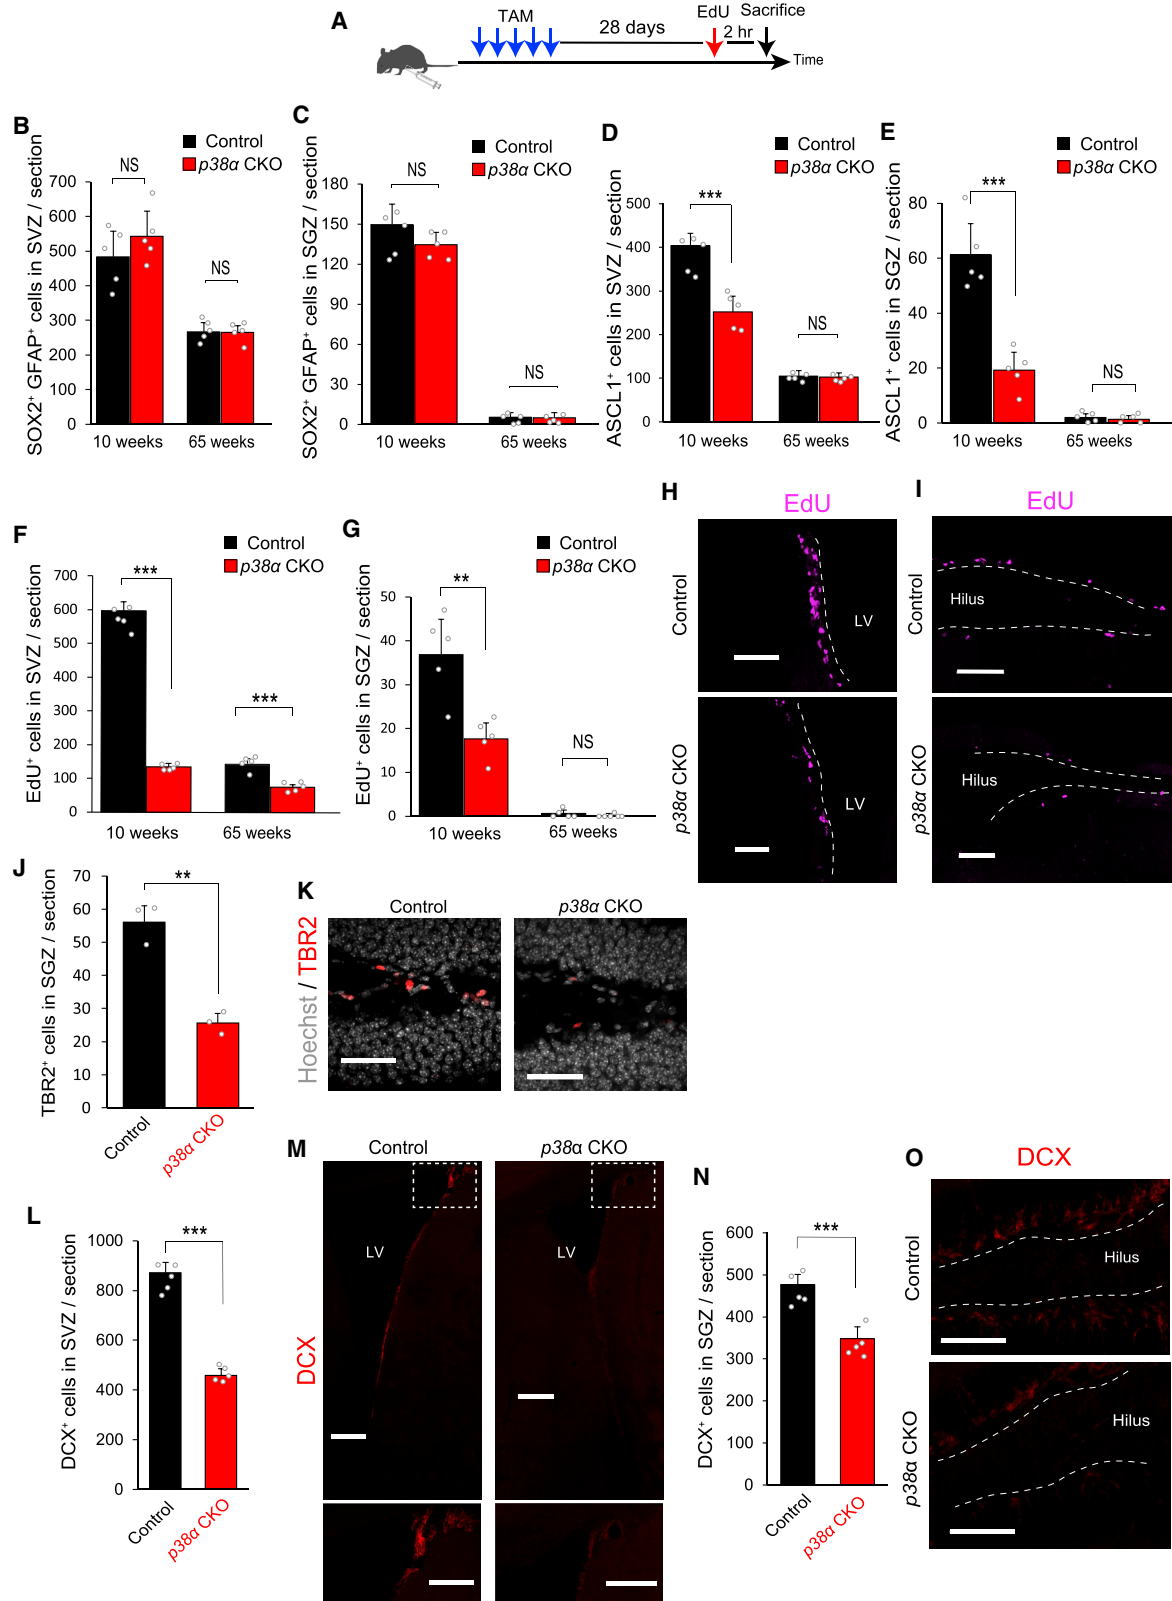 A
TAM
28 days
EdU
2 hr
Sacrifice
Time
B
Control
p38α CKO
SOX2⁺ GFAP⁺ cells in SVZ / section
700
600
500
400
300
200
100
0
NS
NS
10 weeks
65 weeks
C
Control
p38α CKO
SOX2⁺ GFAP⁺ cells in SGZ / section
180
150
120
90
60
30
0
NS
NS
10 weeks
65 weeks
D
Control
p38α CKO
ASCL1⁺ cells in SVZ / section
500
400
300
200
100
0
***
NS
10 weeks
65 weeks
E
Control
p38α CKO
ASCL1⁺ cells in SGZ / section
80
60
40
20
0
***
NS
10 weeks
65 weeks
F
Control
p38α CKO
EdU⁺ cells in SVZ / section
700
600
500
400
300
200
100
0
***
***
10 weeks
65 weeks
G
Control
p38α CKO
EdU⁺ cells in SGZ / section
50
40
30
20
10
0
**
NS
10 weeks
65 weeks
H
EdU
Control
LV
p38α CKO
LV
I
EdU
Control
Hilus
p38α CKO
Hilus
J
TBR2⁺ cells in SGZ / section
70
60
50
40
30
20
10
0
**
Control
p38α CKO
K
Control
p38α CKO
Hoechst / TBR2
L
DCX⁺ cells in SVZ / section
1000
800
600
400
200
0
***
Control
p38α CKO
M
Control
p38α CKO
DCX
LV
LV
N
DCX⁺ cells in SGZ / section
600
500
400
300
200
100
0
***
Control
p38α CKO
O
DCX
Control
Hilus
p38α CKO
Hilus